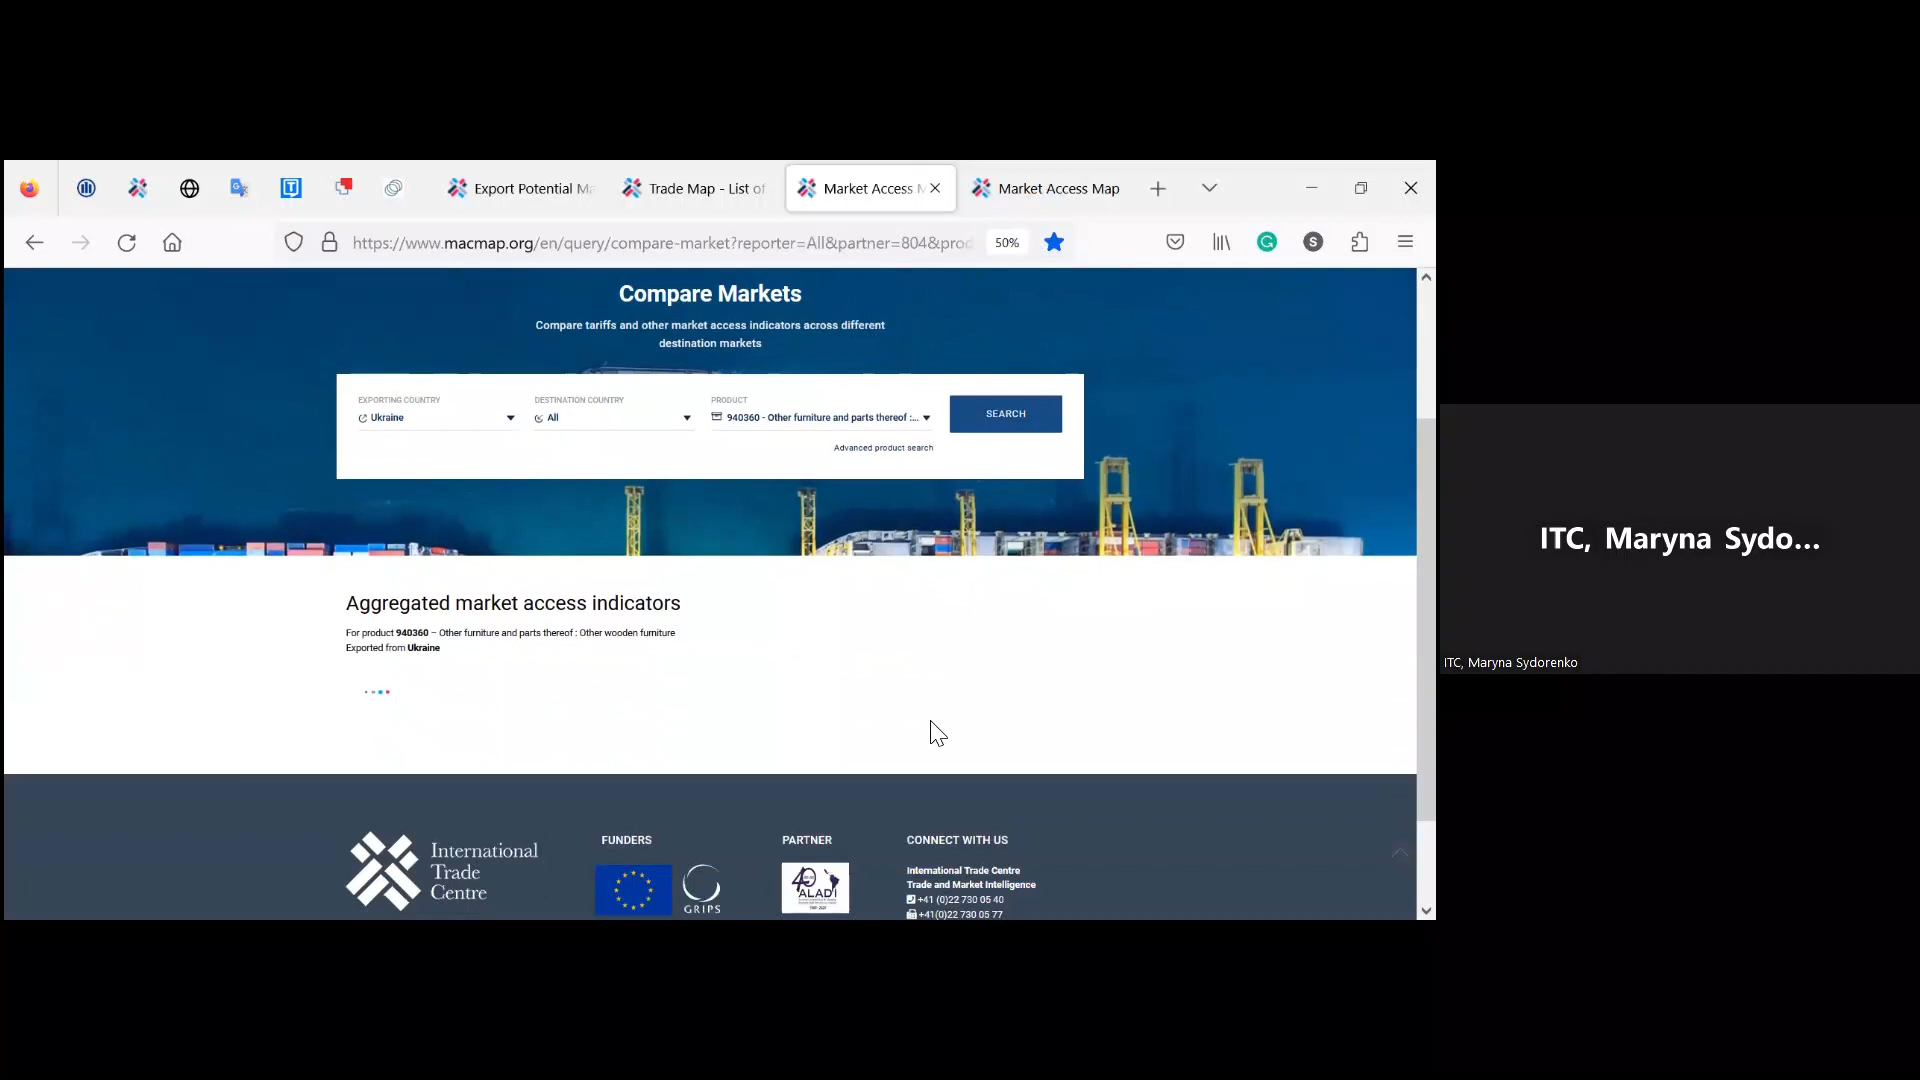 Export Potential Ma
Trade Map - List of
Market Access M
Market Access Map
https://www.macmap.org/en/query/compare-market?reporter=All&partner=804&prod
50%
S
Compare Markets
Compare tariffs and other market access indicators across different
destination markets
EXPORTING COUNTRY
Ukraine
DESTINATION COUNTRY
All
PRODUCT
940360 - Other furniture and parts thereof :...
SEARCH
Advanced product search
Aggregated market access indicators
For product 940360 – Other furniture and parts thereof : Other wooden furniture
Exported from Ukraine
International
Trade
Centre
FUNDERS
GRIPS
PARTNER
40
ALADI
CONNECT WITH US
International Trade Centre
Trade and Market Intelligence
+41 (0)22 730 05 40
+41(0)22 730 05 77
ITC, Maryna Sydo...
ITC, Maryna Sydorenko